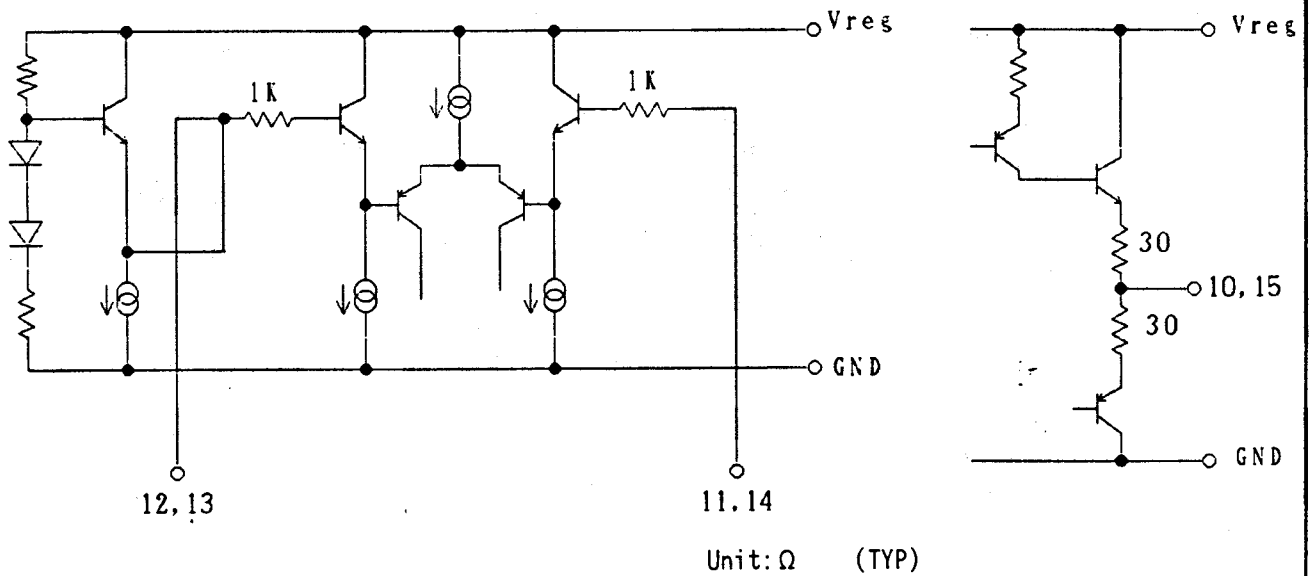 Vreg
Vreg
1K
1K
30
10,15
30
GND
GND
12,13
11,14
Unit:Ω (TYP)